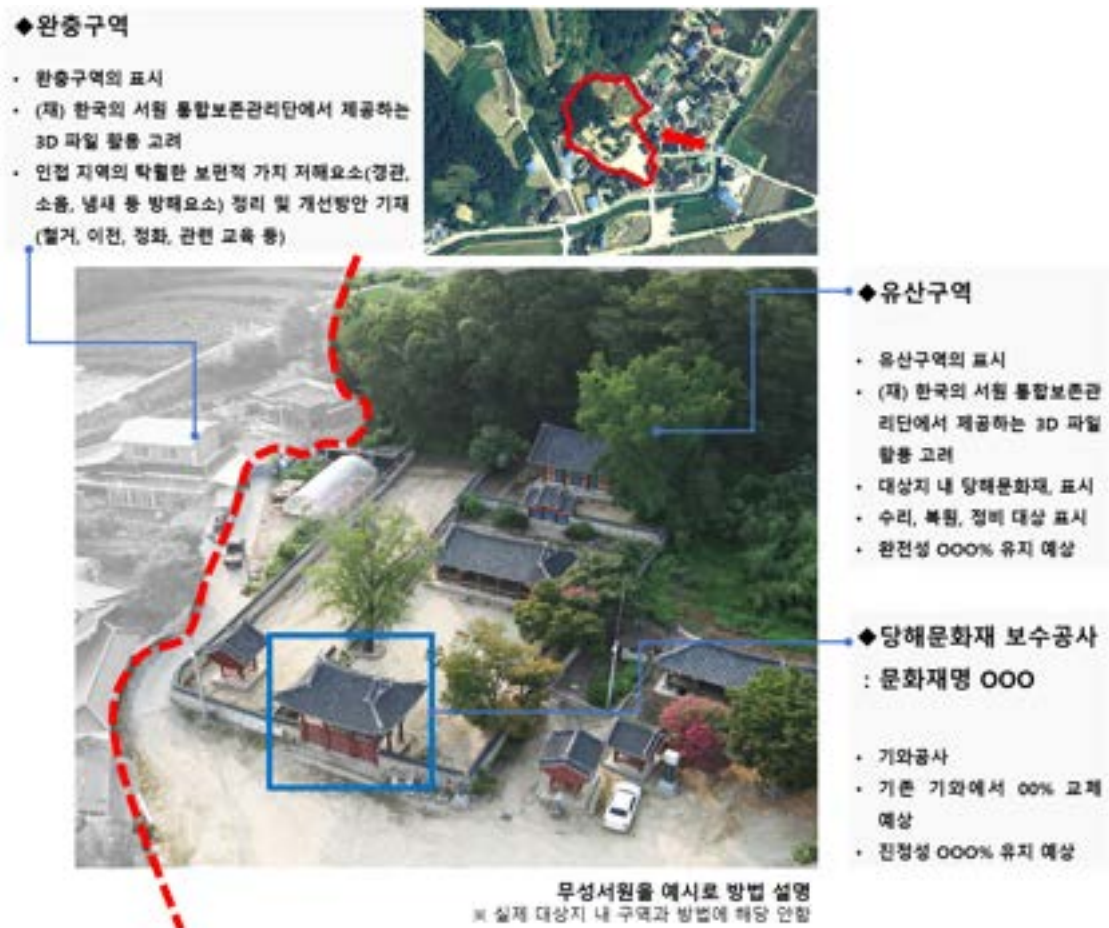 ◆완충구역
• 완충구역의 표시
• (재) 한국의 서원 통합보존관리단에서 제공하는
3D 파일 활용 고려
• 인접 지역의 탁월한 보편적 가치 저해요소(경관,
소음, 냄새 등 방해요소) 정리 및 개선방안 기재
(철거, 이전, 정화, 관련 교육 등)
◆유산구역
• 유산구역의 표시
• (재) 한국의 서원 통합보존관
리단에서 제공하는 3D 파일
활용 고려
• 대상지 내 당해문화재, 표시
• 수리, 복원, 정비 대상 표시
• 완전성 OOO% 유지 예상
◆당해문화재 보수공사
: 문화재명 OOO
• 기와공사
• 기존 기와에서 00% 교체
예상
• 진정성 OOO% 유지 예상
무성서원을 예시로 방법 설명
※ 실제 대상지 내 구역과 방법에 해당 안함